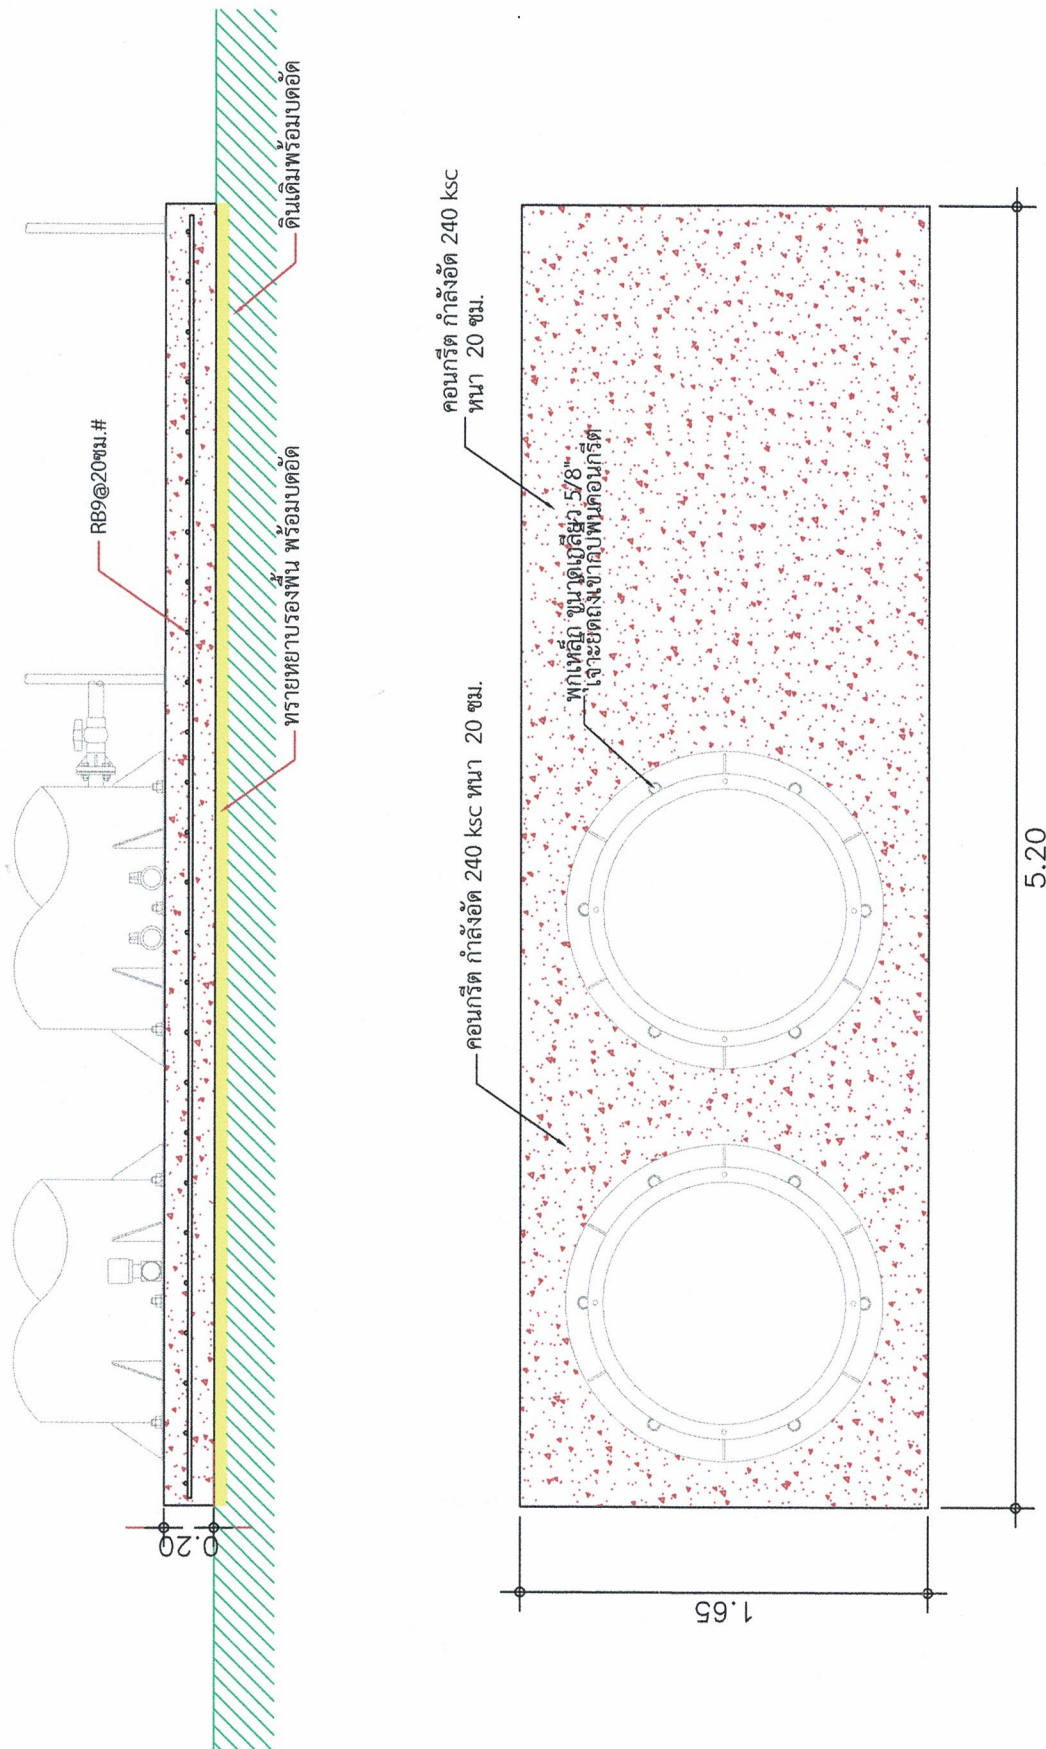 RB9@20ซม.#
ดินเดิมพร้อมบดอัด
ทรายหยาบรองพื้น พร้อมบดอัด
0.20
คอนกรีต กำลังอัด 240 ksc
หนา 20 ซม.
พุกเหล็ก ขนาดเกลียว 5/8"
เจาะยึดถังเข้ากับพื้นคอนกรีต
คอนกรีต กำลังอัด 240 ksc หนา 20 ซม.
1.65
5.20